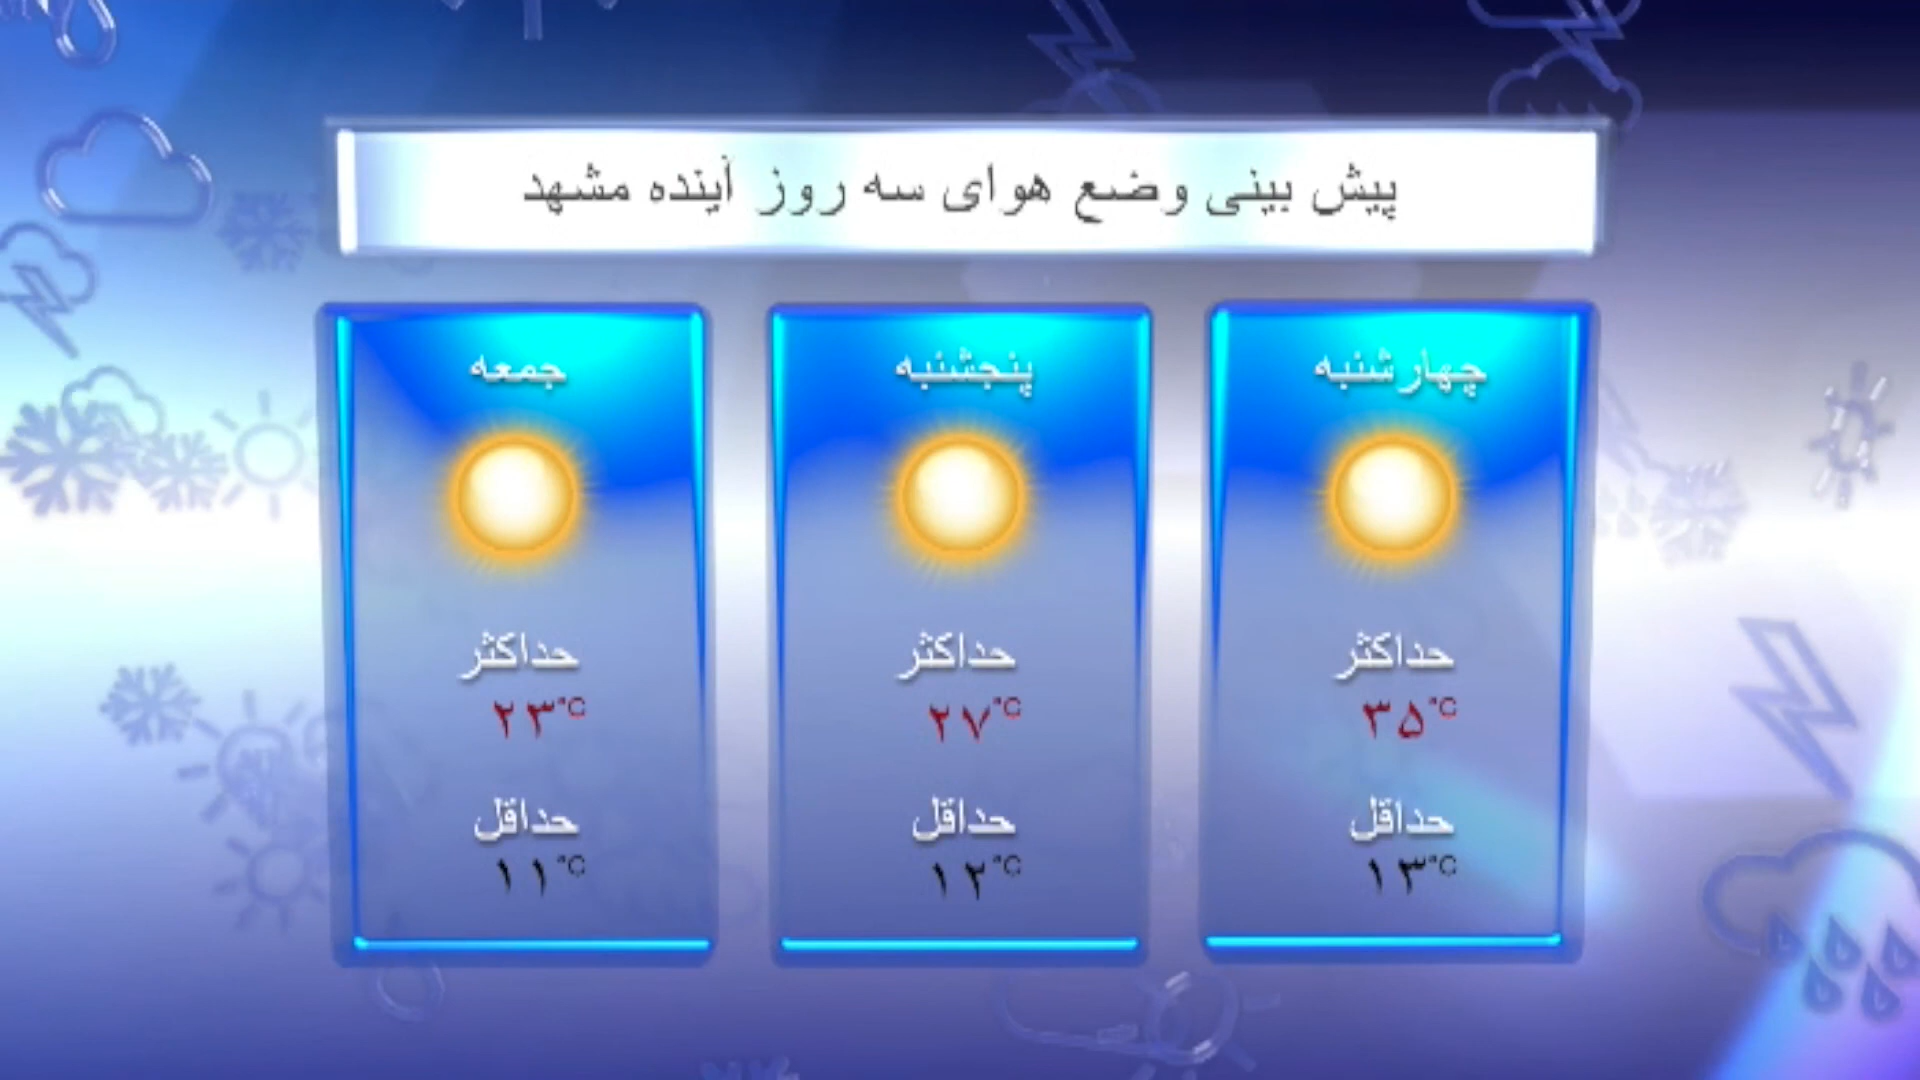 پیش بینی وضع هوای سه روز آینده مشهد
چهارشنبه
حداکثر
۳۵°C
حداقل
۱۳°C
پنجشنبه
حداکثر
۲۷°C
حداقل
۱۲°C
جمعه
حداکثر
۲۳°C
حداقل
۱۱°C